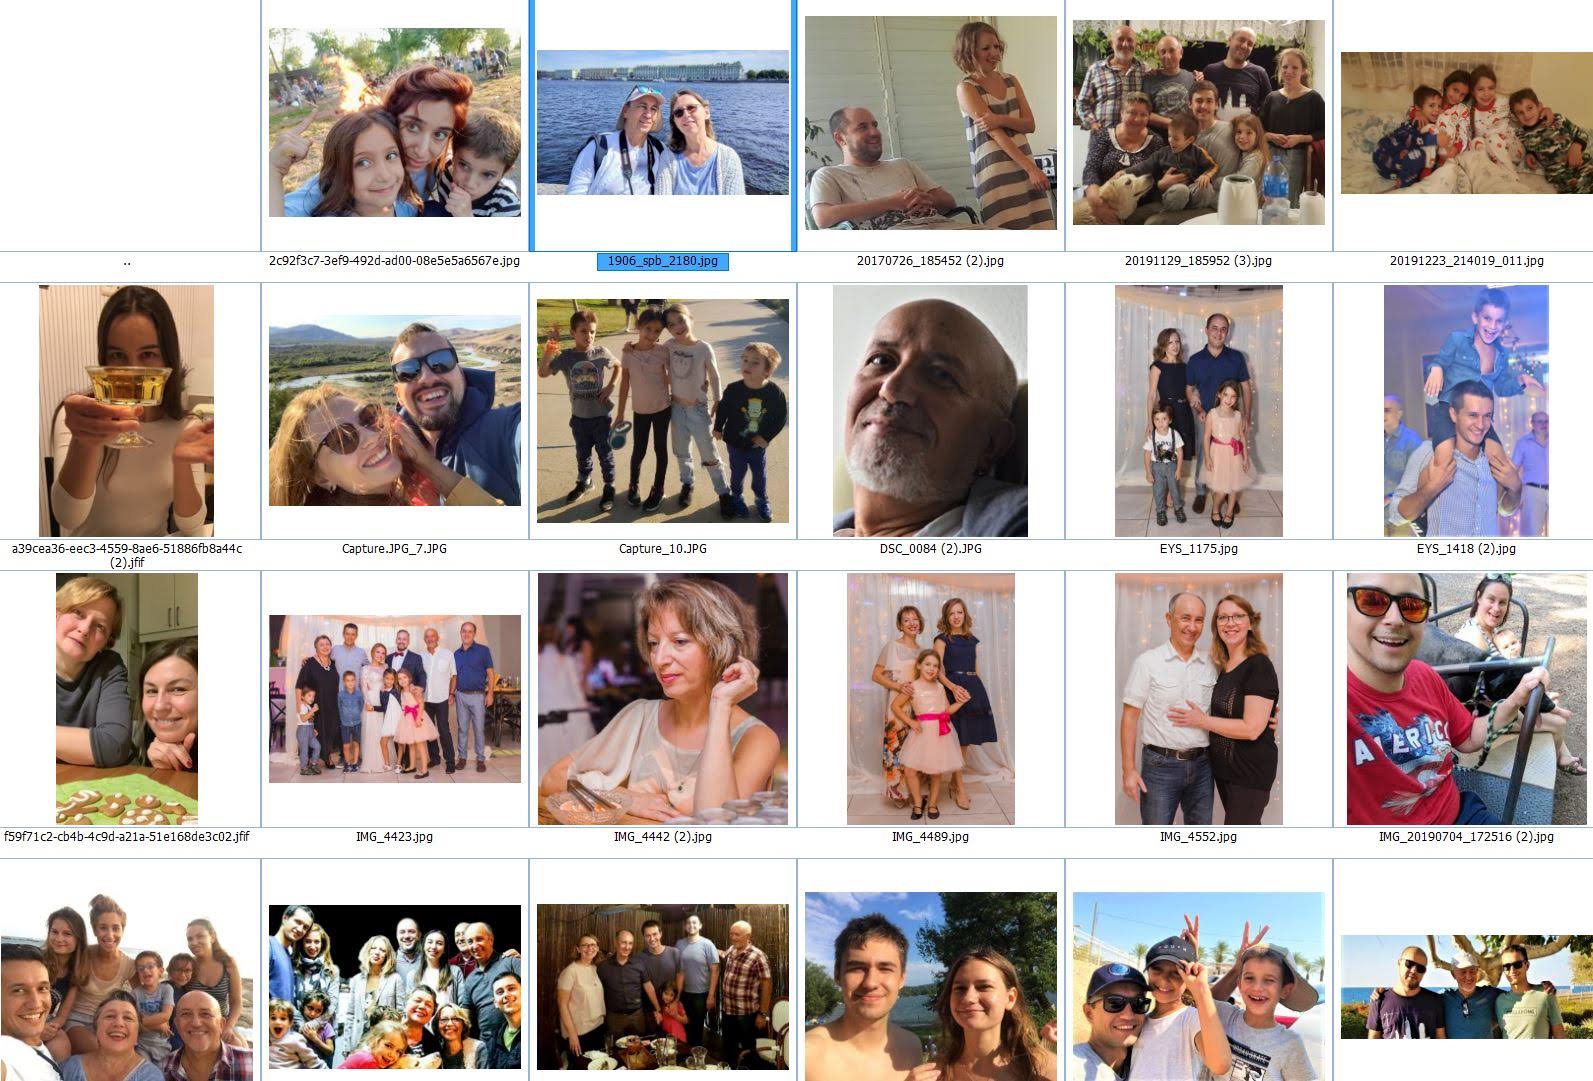 ..
2c92f3c7-3ef9-492d-ad00-08e5e5a6567e.jpg
1906_spb_2180.jpg
20170726_185452 (2).jpg
20191129_185952 (3).jpg
20191223_214019_011.jpg
a39cea36-eec3-4559-8ae6-51886fb8a44c
(2).jfif
Capture.JPG_7.JPG
Capture_10.JPG
DSC_0084 (2).JPG
EYS_1175.jpg
EYS_1418 (2).jpg
f59f71c2-cb4b-4c9d-a21a-51e168de3c02.jfif
IMG_4423.jpg
IMG_4442 (2).jpg
IMG_4489.jpg
IMG_4552.jpg
IMG_20190704_172516 (2).jpg